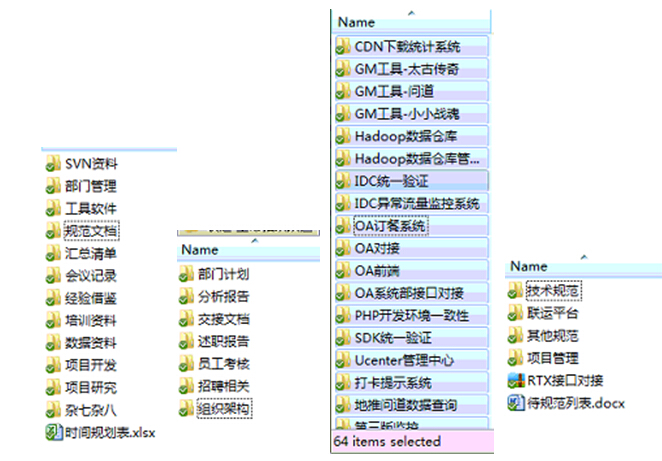 SVN资料
部门管理
工具软件
规范文档
汇总清单
会议记录
经验借鉴
培训资料
数据资料
项目开发
项目研究
杂七杂八
时间规划表.xlsx
Name
部门计划
分析报告
交接文档
述职报告
员工考核
招聘相关
组织架构
Name
CDN下载统计系统
GM工具-太古传奇
GM工具-问道
GM工具-小小战魂
Hadoop数据仓库
Hadoop数据仓库管...
IDC统一验证
IDC异常流量监控系统
OA订餐系统
OA对接
OA前端
OA系统部接口对接
PHP开发环境一致性
SDK统一验证
Ucenter管理中心
打卡提示系统
地推问道数据查询
第三版监控
64 items selected
Name
技术规范
联运平台
其他规范
项目管理
RTX接口对接
待规范列表.docx